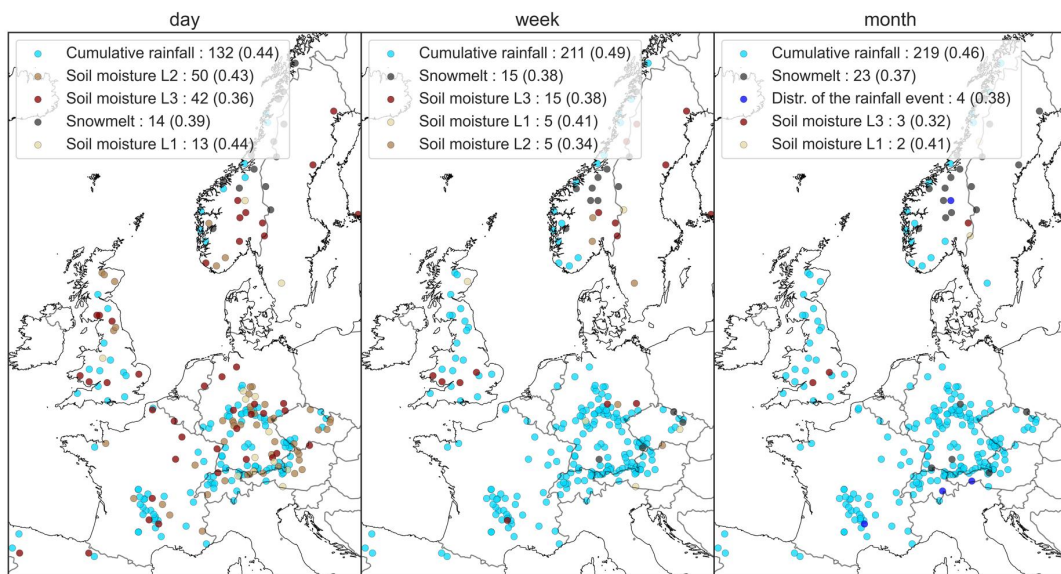 day
week
month
Cumulative rainfall : 132 (0.44)
Soil moisture L2 : 50 (0.43)
Soil moisture L3 : 42 (0.36)
Snowmelt : 14 (0.39)
Soil moisture L1 : 13 (0.44)
Cumulative rainfall : 211 (0.49)
Snowmelt : 15 (0.38)
Soil moisture L3 : 15 (0.38)
Soil moisture L1 : 5 (0.41)
Soil moisture L2 : 5 (0.34)
Cumulative rainfall : 219 (0.46)
Snowmelt : 23 (0.37)
Distr. of the rainfall event : 4 (0.38)
Soil moisture L3 : 3 (0.32)
Soil moisture L1 : 2 (0.41)